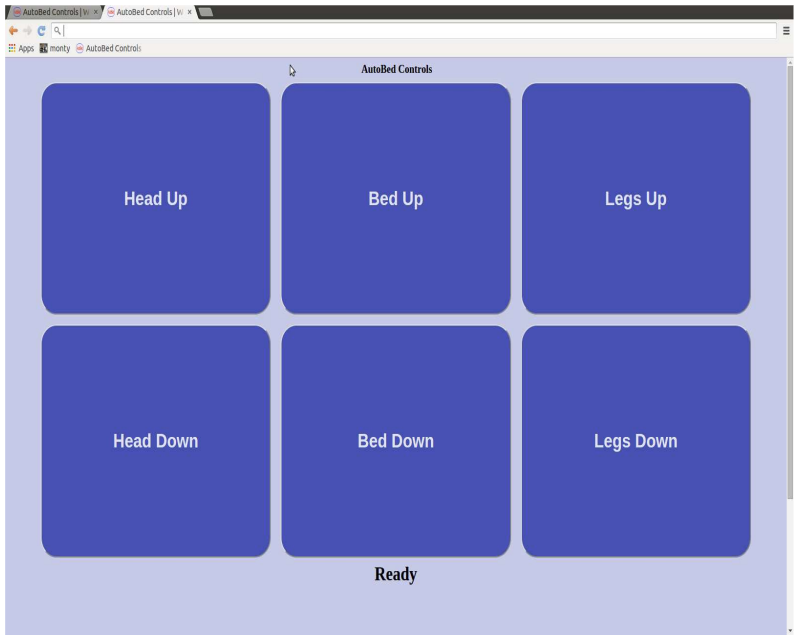 AutoBed Controls | W
AutoBed Controls | W
Apps
monty
AutoBed Controls
AutoBed Controls
Head Up
Bed Up
Legs Up
Head Down
Bed Down
Legs Down
Ready